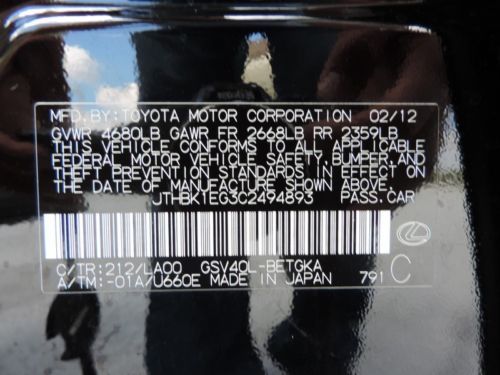 MFD.BY:TOYOTA MOTOR CORPORATION 02/12
GVWR 4680LB GAWR FR 2668LB RR 2359LB
THIS VEHICLE CONFORMS TO ALL APPLICABLE
FEDERAL MOTOR VEHICLE SAFETY, BUMPER, AND
THEFT PREVENTION STANDARDS IN EFFECT ON
THE DATE OF MANUFACTURE SHOWN ABOVE.
JTHBK1EG3C2494893 PASS.CAR
C/TR:212/LA00 GSV40L-BETGKA
A/TM:-01A/U660E MADE IN JAPAN 791 C